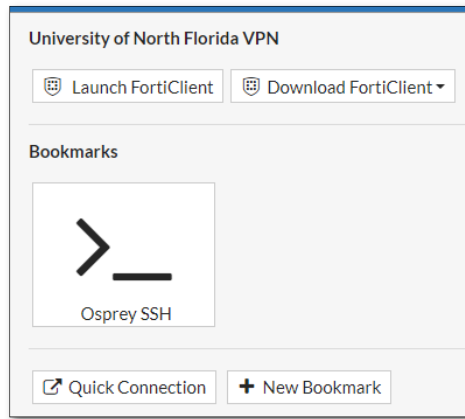 University of North Florida VPN
Launch FortiClient Download FortiClient
Bookmarks
Osprey SSH
Quick Connection + New Bookmark